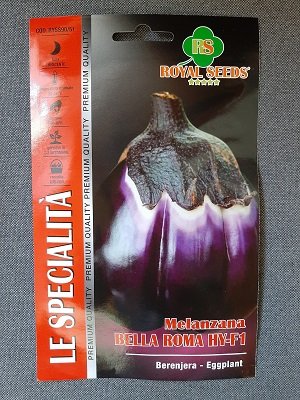 RS
ROYAL SEEDS®
PREMIUM QUALITY
PREMIUM QUALITY
PREMIUM QUALITY
LE SPECIALITÀ
Melanzana
BELLA ROMA HY-F1
Berenjera - Eggplant